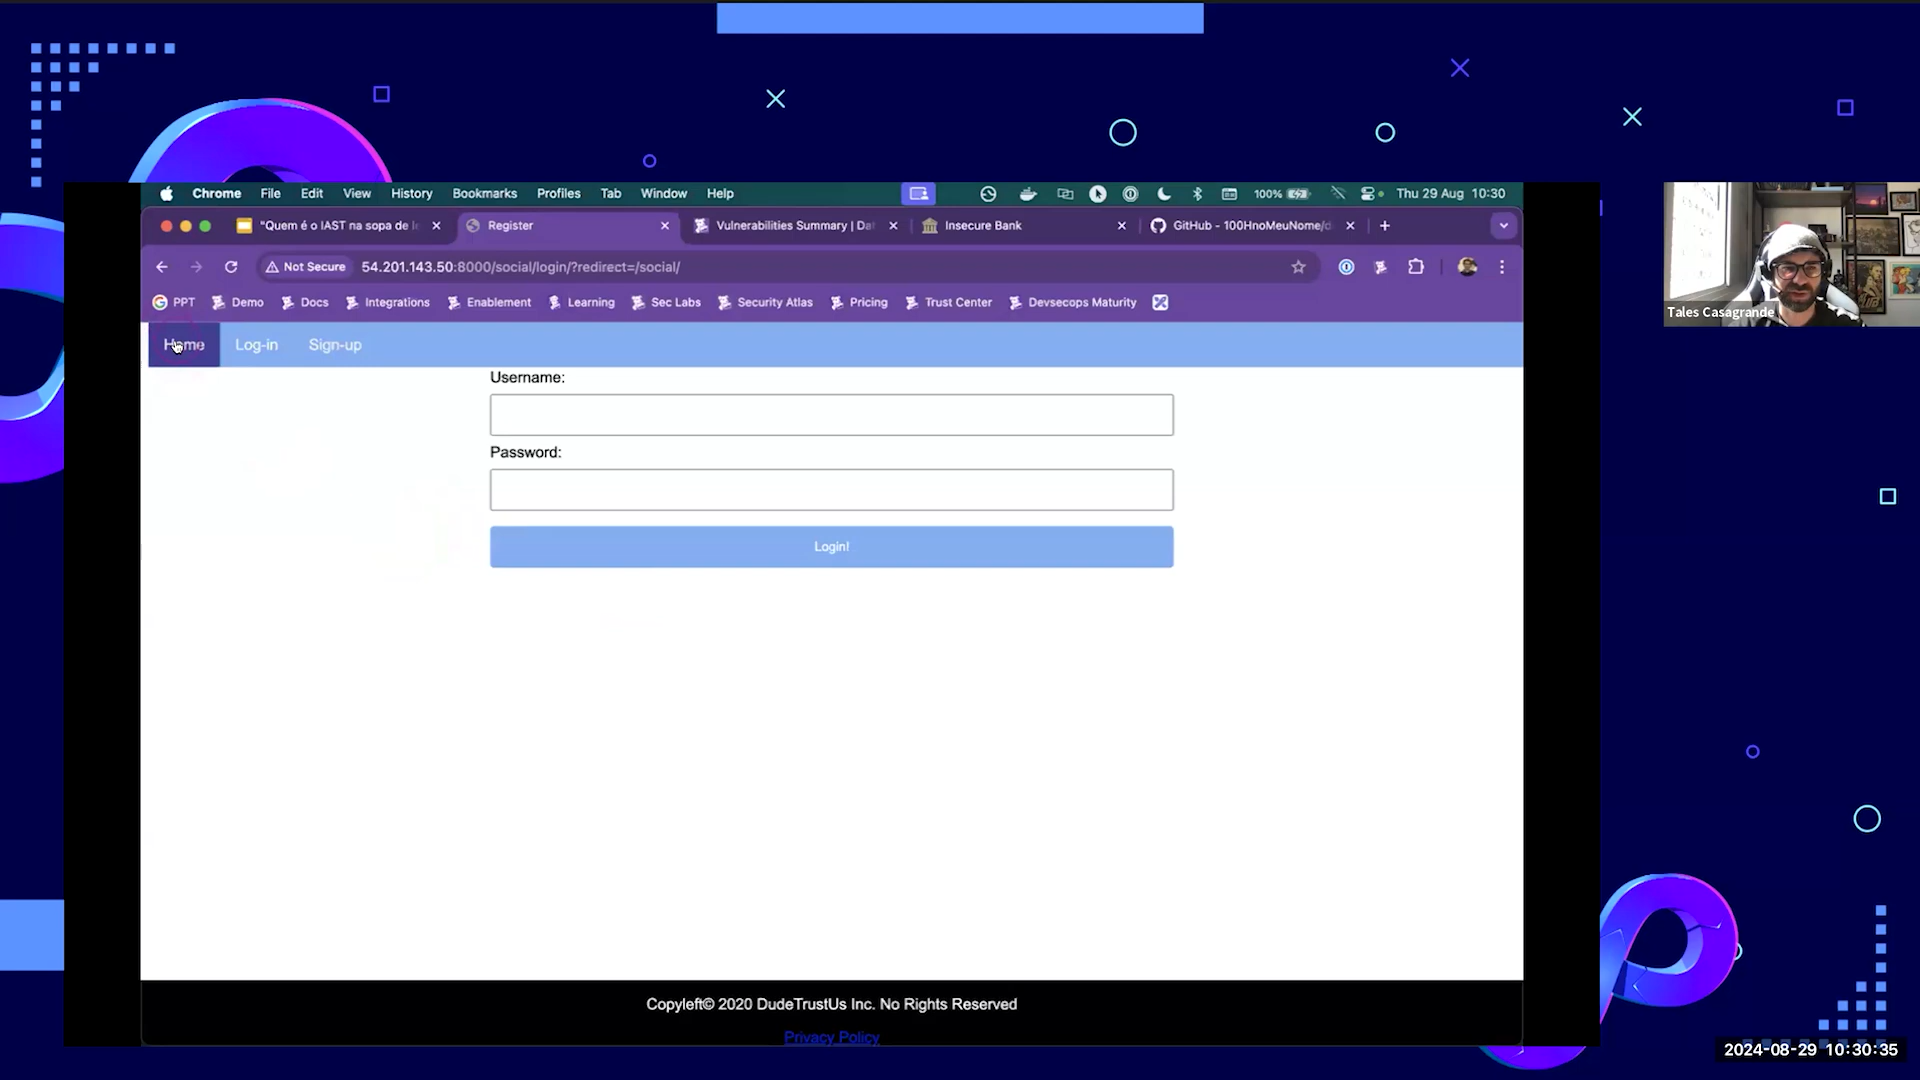 Chrome File Edit View History Bookmarks Profiles Tab Window Help 100% Thu 29 Aug 10:30
"Quem é o IAST na sopa de Register Vulnerabilities Summary | Dat Insecure Bank GitHub - 100HnoMeuNome/d
Not Secure 54.201.143.50:8000/social/login/?redirect=/social/
PPT Demo Docs Integrations Enablement Learning Sec Labs Security Atlas Pricing Trust Center Devsecops Maturity
Home Log-in Sign-up
Username:
Password:
Login!
Copyleft© 2020 DudeTrustUs Inc. No Rights Reserved
Privacy Policy
Tales Casagrande
2024-08-29 10:30:35